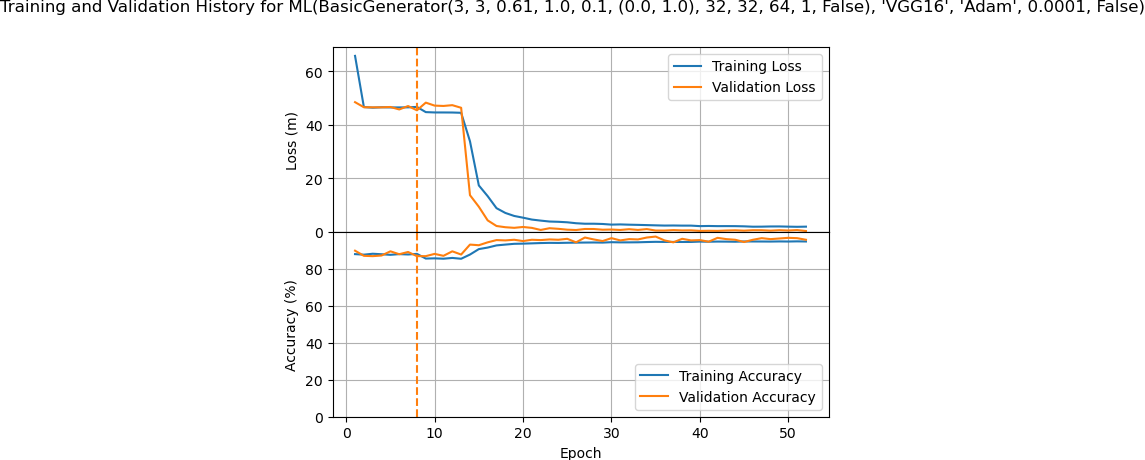 Training and Validation History for ML(BasicGenerator(3, 3, 0.61, 1.0, 0.1, (0.0, 1.0), 32, 32, 64, 1, False), 'VGG16', 'Adam', 0.0001, False)
Training Loss
Validation Loss
60
40
20
0
Loss (m)
80
60
40
20
0
Accuracy (%)
Training Accuracy
Validation Accuracy
0 10 20 30 40 50
Epoch